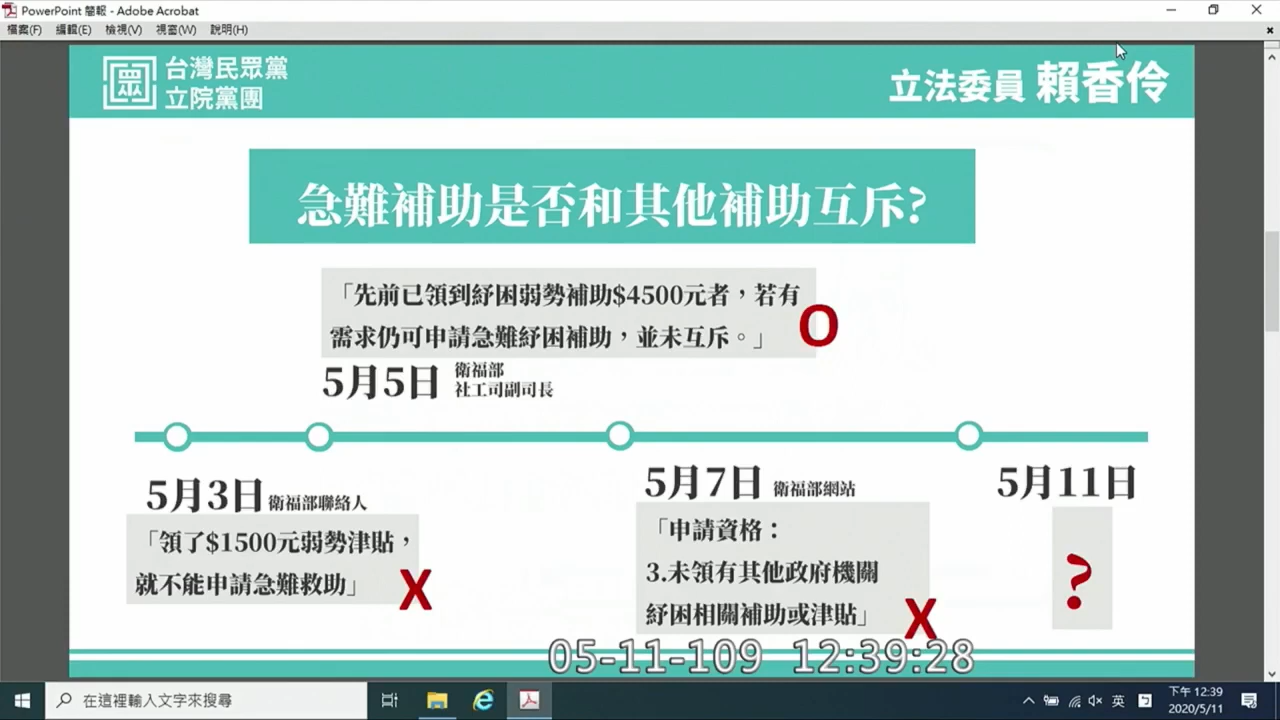 PowerPoint 簡報 - Adobe Acrobat
檔案(F) 編輯(E) 檢視(V) 視窗(W) 說明(H)
眾
台灣民眾黨
立院黨團
立法委員 賴香伶
急難補助是否和其他補助互斥?
「先前已領到紓困弱勢補助$4500元者，若有
需求仍可申請急難紓困補助，並未互斥。」
O
5月5日
衛福部
社工司副司長
5月3日 衛福部聯絡人
「領了$1500元弱勢津貼，
就不能申請急難救助」
X
5月7日 衛福部網站
「申請資格：
3.未領有其他政府機關
紓困相關補助或津貼」
X
5月11日
?
05-11-109 12:39:28
在這裡輸入文字來搜尋
英
下午 12:39
2020/5/11